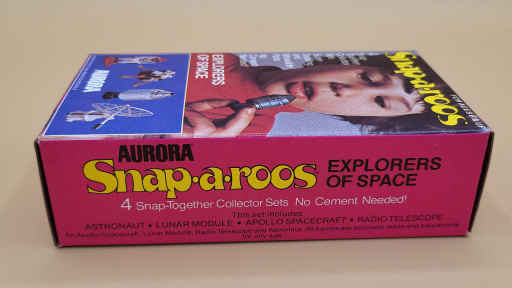 EXPLORERS
OF SPACE
AURORA
Snap-a-roos
AURORA
Snap•a•roos
EXPLORERS
OF SPACE
4 Snap-Together Collector Sets No Cement Needed!
This set includes
ASTRONAUT • LUNAR MODULE • APOLLO SPACECRAFT • RADIO TELESCOPE